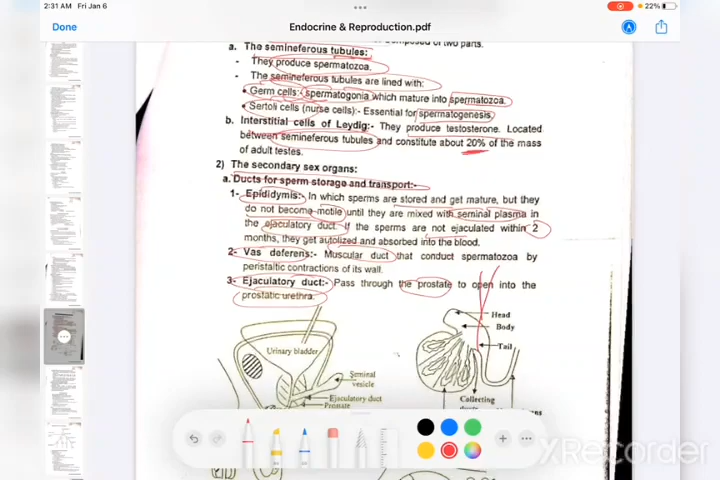 2:31 AM Fri Jan 6
22%
Done
Endocrine & Reproduction.pdf
composed of two parts.
a. The semineferous tubules:
- They produce spermatozoa.
- The semineferous tubules are lined with:
• Germ cells: spermatogonia which mature into spermatozoa.
• Sertoli cells (nurse cells):- Essential for spermatogenesis.
b. Interstitial cells of Leydig:- They produce testosterone. Located
between semineferous tubules and constitute about 20% of the mass
of adult testes.
2) The secondary sex organs:
a. Ducts for sperm storage and transport:-
1- Epididymis:- In which sperms are stored and get mature, but they
do not become motile until they are mixed with seminal plasma in
the ejaculatory duct. If the sperms are not ejaculated within 2
months, they get autolized and absorbed into the blood.
2- Vas deferens:- Muscular duct that conduct spermatozoa by
peristaltic contractions of its wall.
3- Ejaculatory duct:- Pass through the prostate to open into the
prostatic urethra.
Head
Body
Urinary bladder
Tail
Seminal
vesicle
Ejaculatory duct
Prostate
Collecting
XRecorder